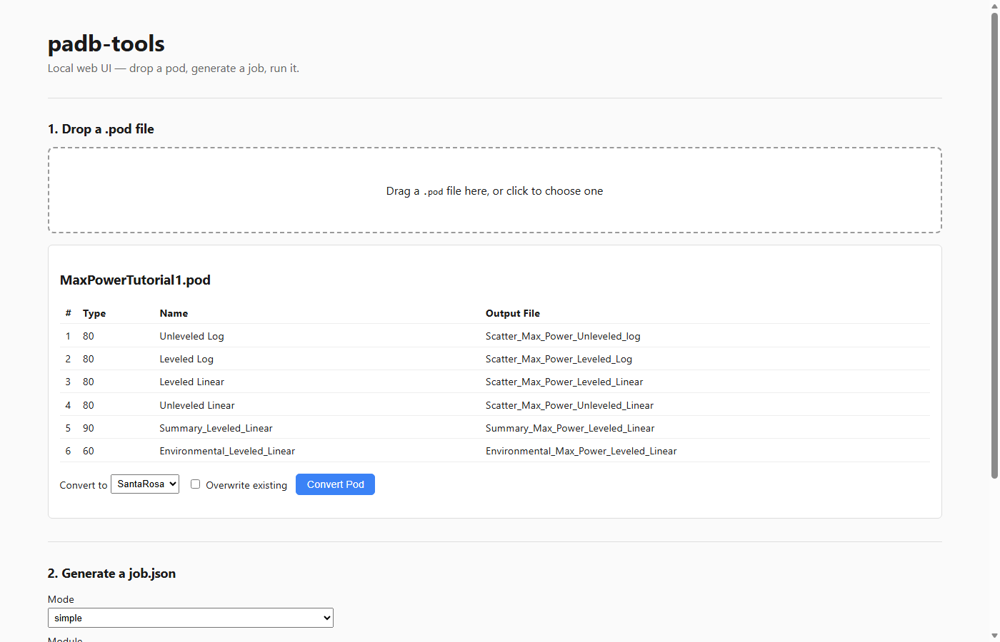 padb-tools
Local web UI — drop a pod, generate a job, run it.
1. Drop a .pod file
Drag a .pod file here, or click to choose one
MaxPowerTutorial1.pod
# Type Name Output File
1 80 Unleveled Log Scatter_Max_Power_Unleveled_log
2 80 Leveled Log Scatter_Max_Power_Leveled_Log
3 80 Leveled Linear Scatter_Max_Power_Leveled_Linear
4 80 Unleveled Linear Scatter_Max_Power_Unleveled_Linear
5 90 Summary_Leveled_Linear Summary_Max_Power_Leveled_Linear
6 60 Environmental_Leveled_Linear Environmental_Max_Power_Leveled_Linear
Convert to SantaRosa Overwrite existing Convert Pod
2. Generate a job.json
Mode
simple
Module